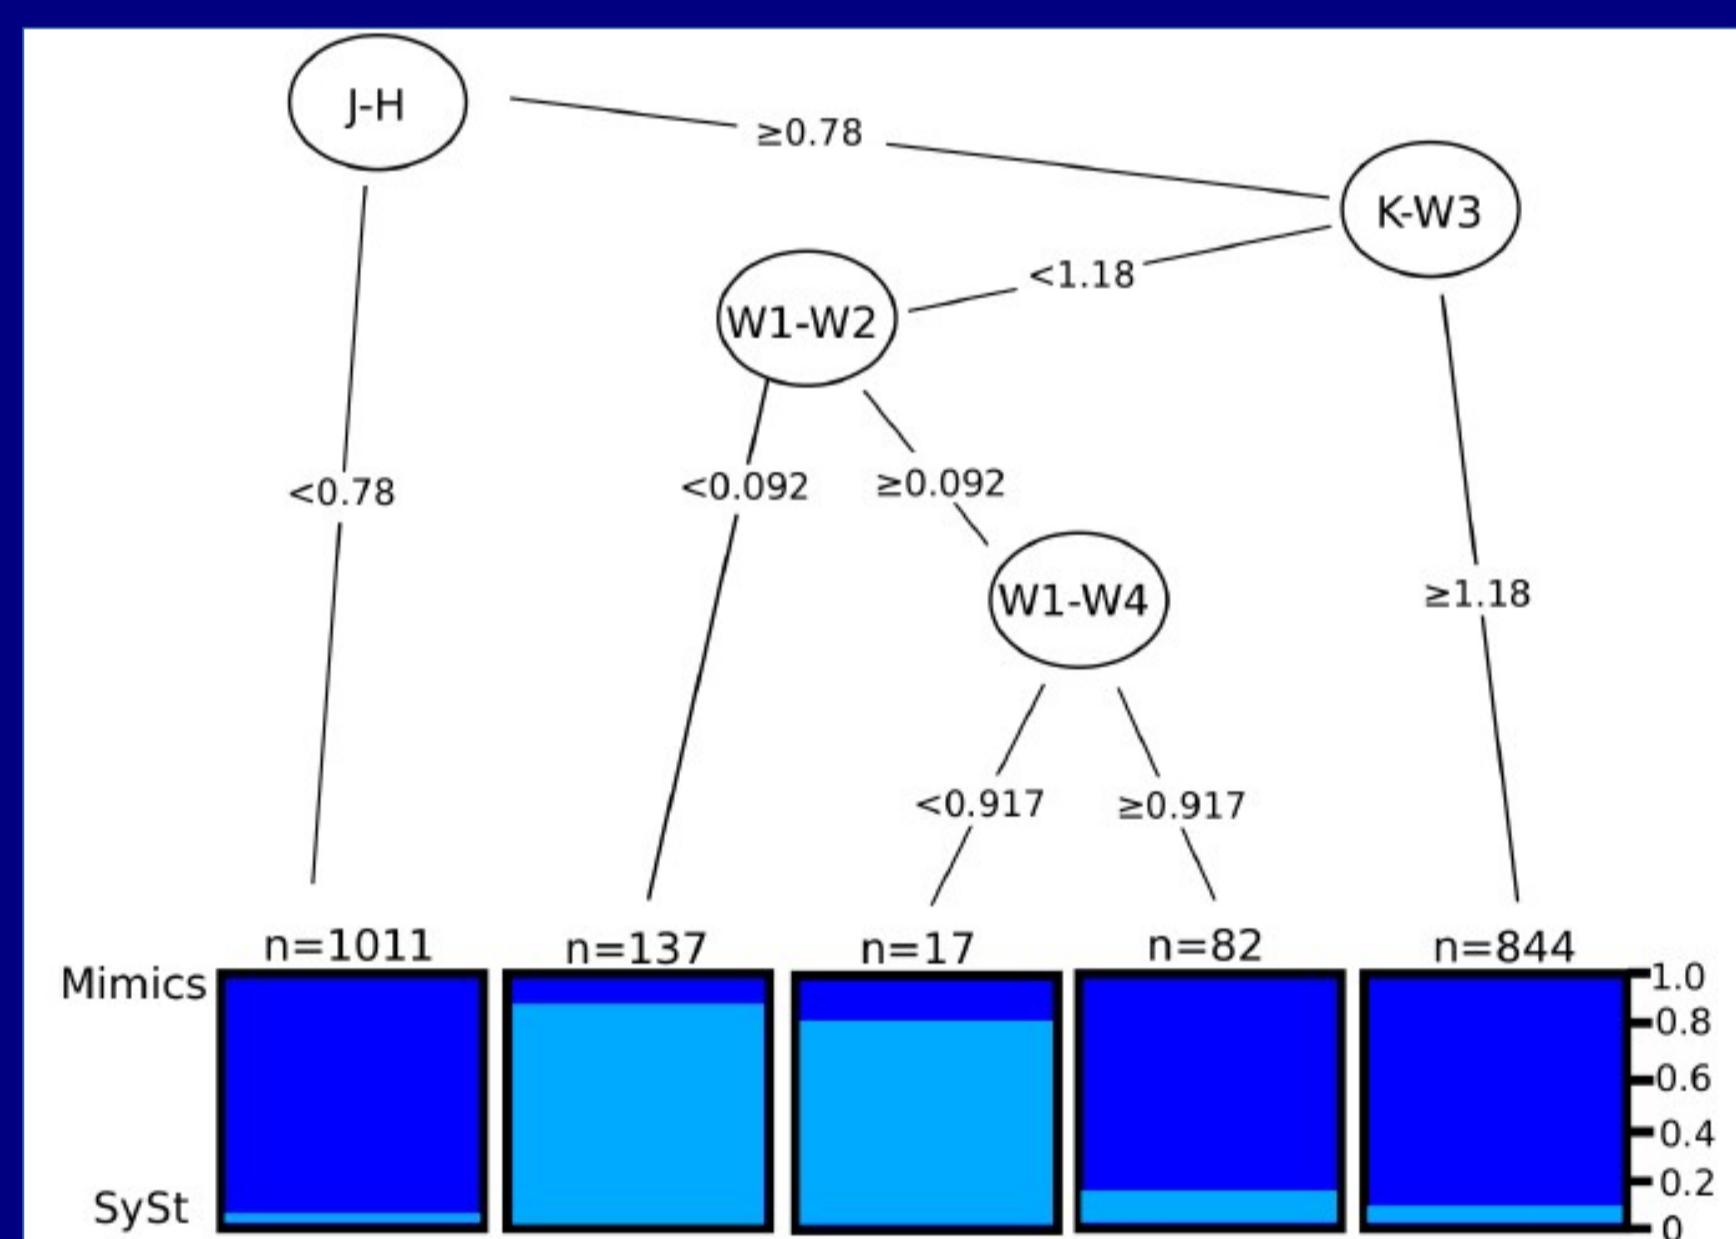 J-H
≥0.78
K-W3
<1.18
W1-W2
<0.78
<0.092
≥0.092
W1-W4
≥1.18
<0.917
≥0.917
n=1011
n=137
n=17
n=82
n=844
Mimics
1.0
0.8
0.6
0.4
0.2
SySt
0